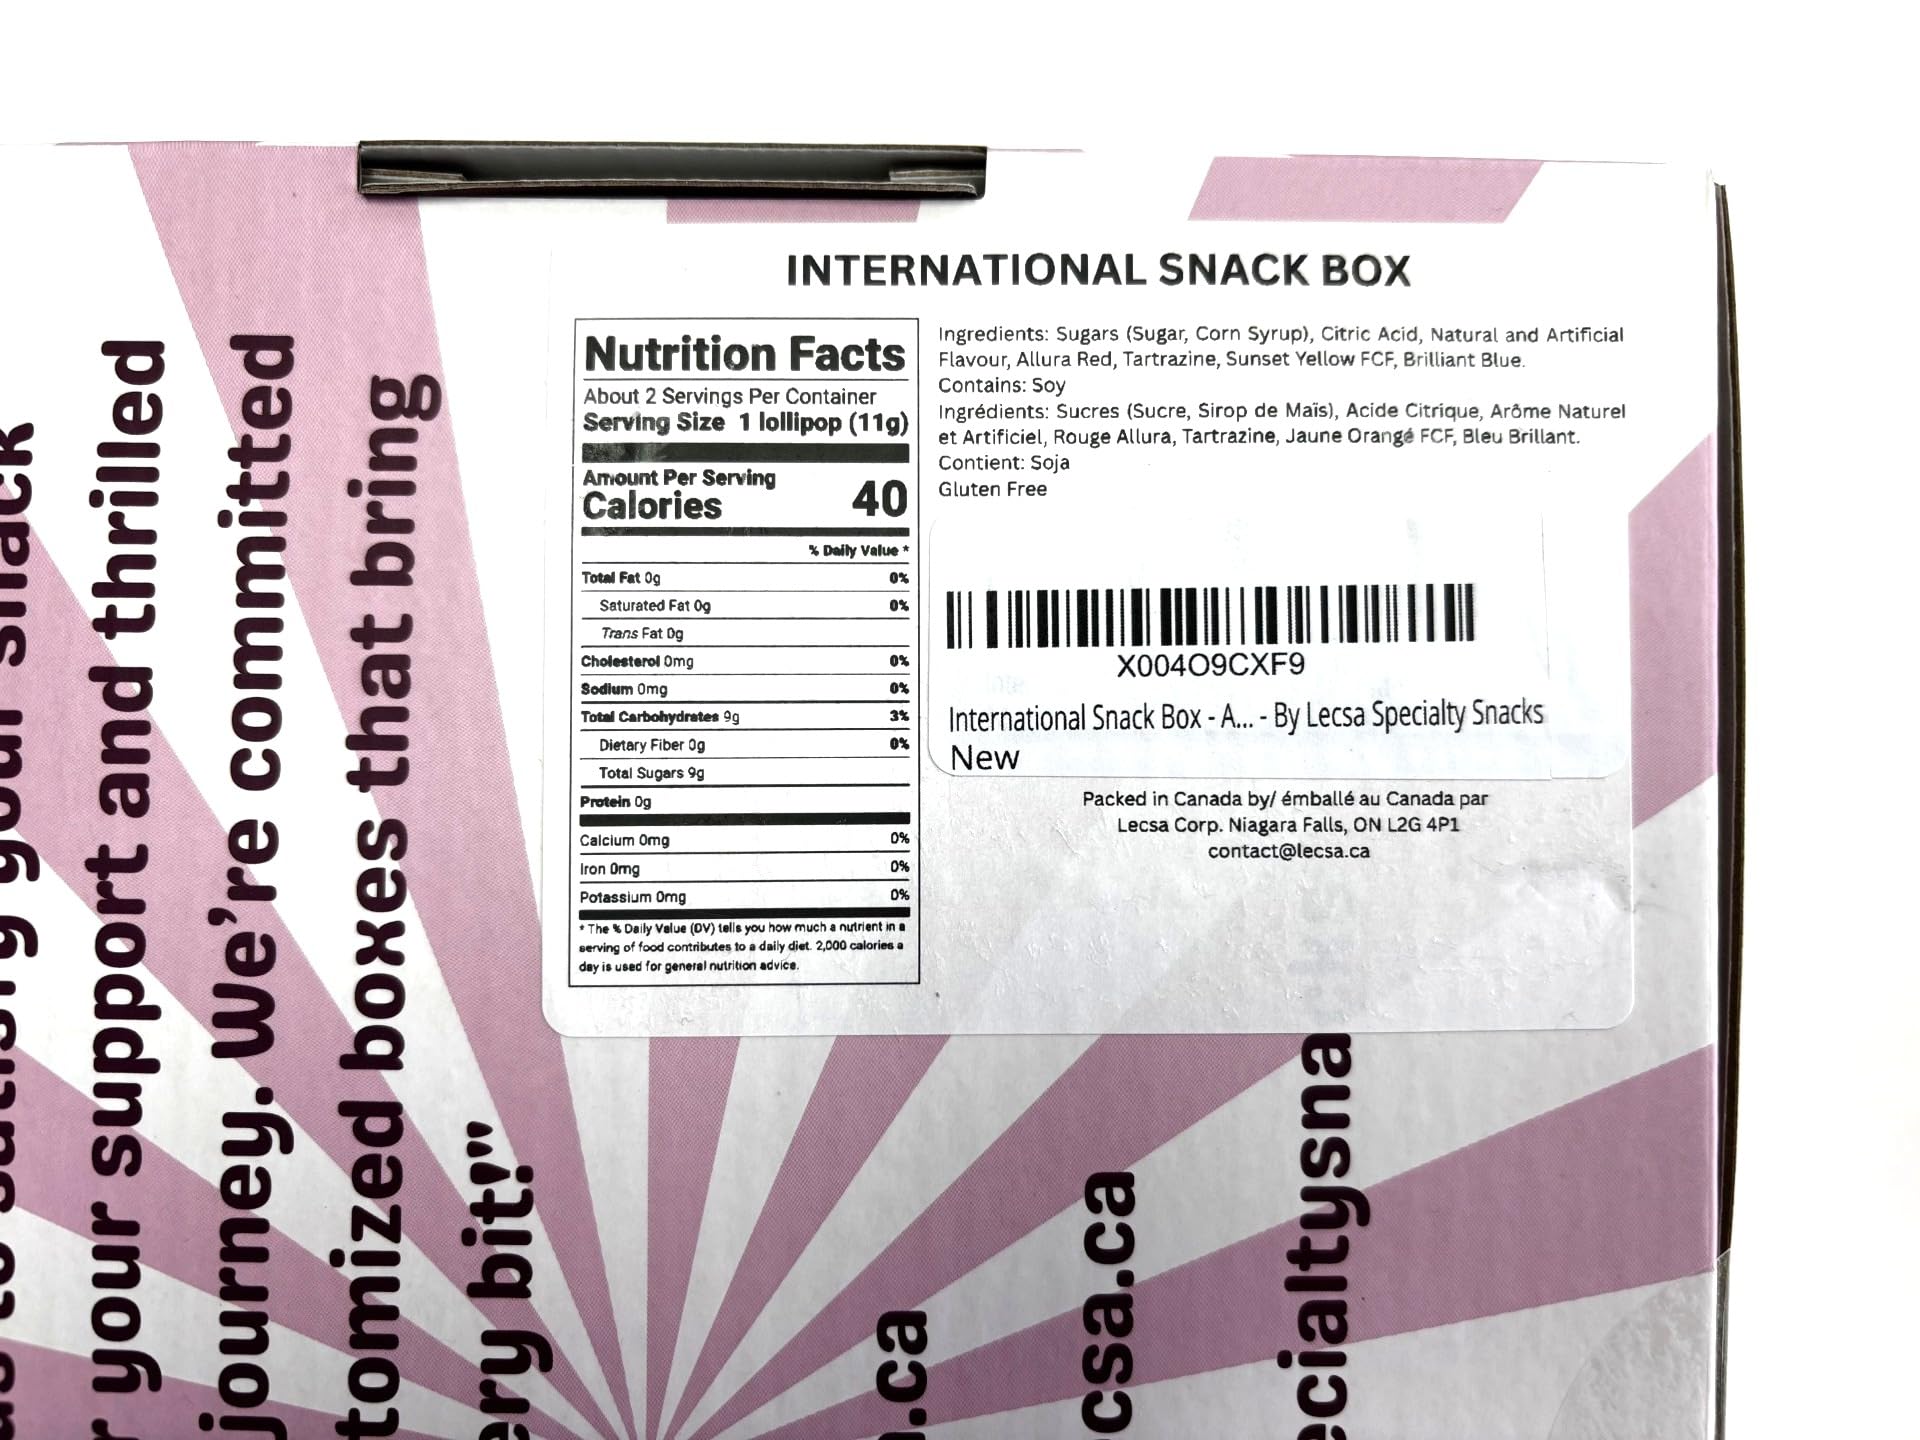 INTERNATIONAL SNACK BOX
Nutrition Facts
About 2 Servings Per Container
Serving Size 1 lollipop (11g)
Amount Per Serving
Calories 40
% Daily Value *
Total Fat 0g 0%
Saturated Fat 0g 0%
Trans Fat 0g
Cholesterol 0mg 0%
Sodium 0mg 0%
Total Carbohydrates 9g 3%
Dietary Fiber 0g 0%
Total Sugars 9g
Protein 0g
Calcium 0mg 0%
Iron 0mg 0%
Potassium 0mg 0%
* The % Daily Value (DV) tells you how much a nutrient in a
serving of food contributes to a daily diet. 2,000 calories a
day is used for general nutrition advice.
Ingredients: Sugars (Sugar, Corn Syrup), Citric Acid, Natural and Artificial
Flavour, Allura Red, Tartrazine, Sunset Yellow FCF, Brilliant Blue.
Contains: Soy
Ingrédients: Sucres (Sucre, Sirop de Maïs), Acide Citrique, Arôme Naturel
et Artificiel, Rouge Allura, Tartrazine, Jaune Orangé FCF, Bleu Brillant.
Contient: Soja
Gluten Free
X004O9CXF9
International Snack Box - A... - By Lecsa Specialty Snacks
New
Packed in Canada by/ émballé au Canada par
Lecsa Corp. Niagara Falls, ON L2G 4P1
contact@lecsa.ca
your snack
your support and thrilled
journey. We're committed
tomized boxes that bring
ery bit!"
.ca
csa.ca
ecialtysna